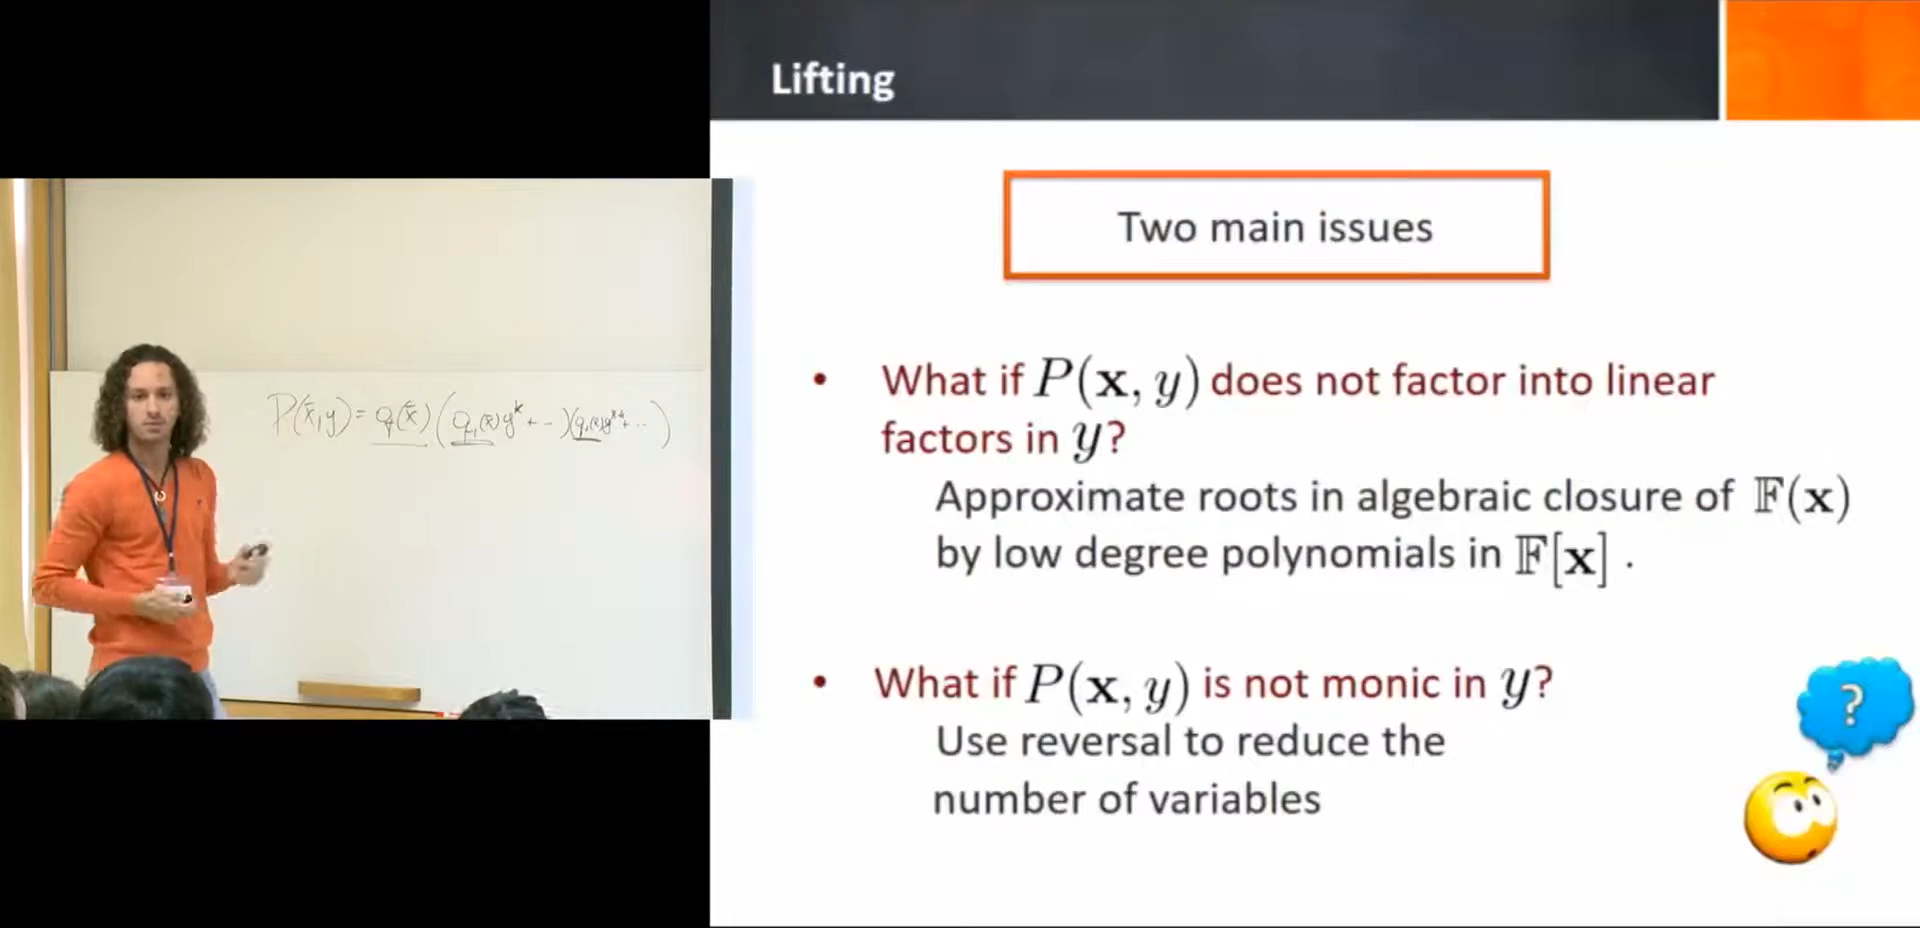 Lifting
Two main issues
• What if P(x, y) does not factor into linear
factors in y?
Approximate roots in algebraic closure of 𝔽(x)
by low degree polynomials in 𝔽[x] .
• What if P(x, y) is not monic in y?
Use reversal to reduce the
number of variables
?
P(x̄,y) =